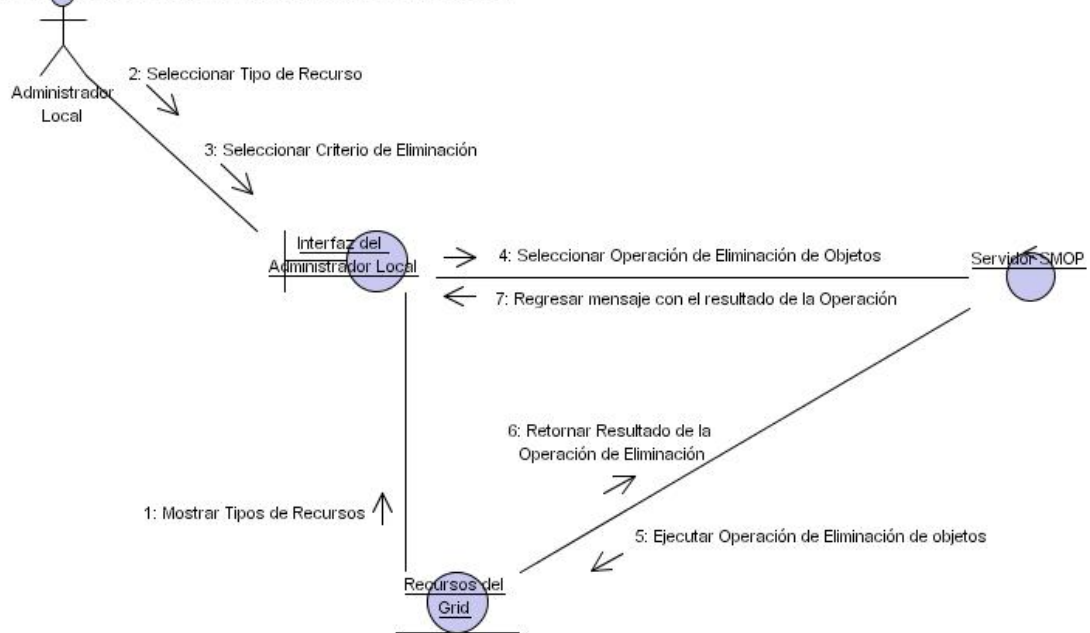 2: Seleccionar Tipo de Recurso
Administrador
Local
3: Seleccionar Criterio de Eliminación
Interfaz del
Administrador Local
4: Seleccionar Operación de Eliminación de Objetos
Servidor SMOP
7: Regresar mensaje con el resultado de la Operación
6: Retornar Resultado de la
Operación de Eliminación
1: Mostrar Tipos de Recursos
5: Ejecutar Operación de Eliminación de objetos
Recursos del
Grid